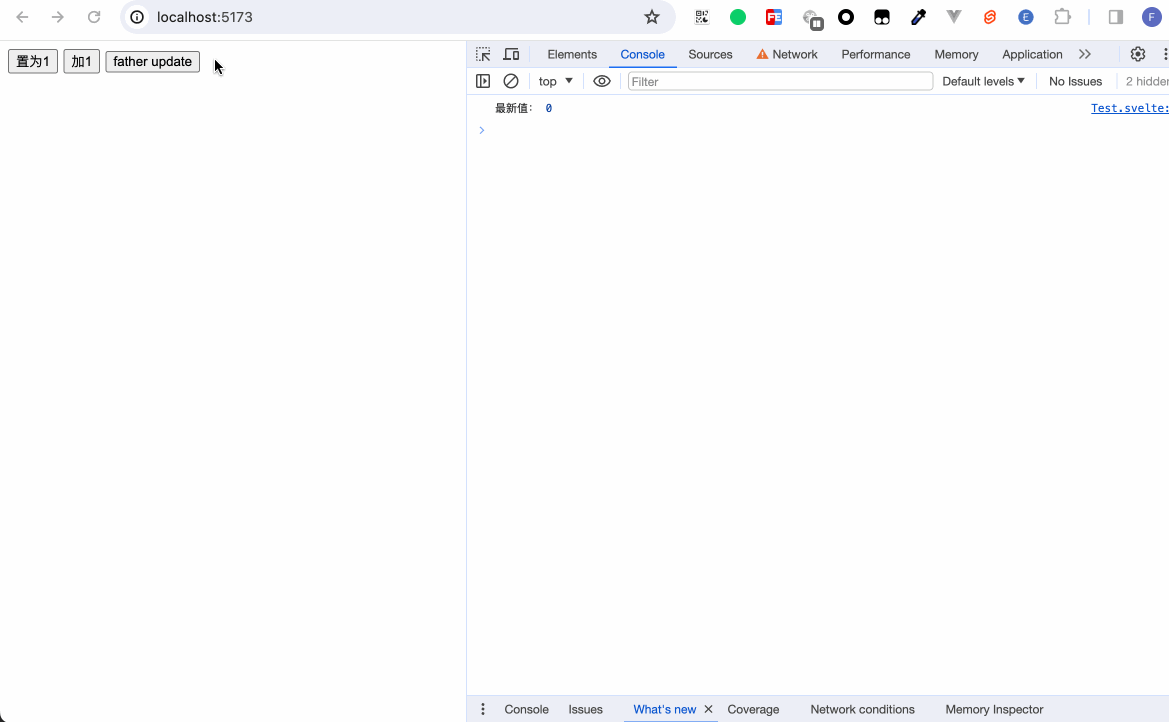 localhost:5173
FE
E
F
置为1 加1 father update
Elements Console Sources Network Performance Memory Application
top Filter Default levels No Issues 2 hidden
最新值： 0 Test.svelte:
Console Issues What's new Coverage Network conditions Memory Inspector